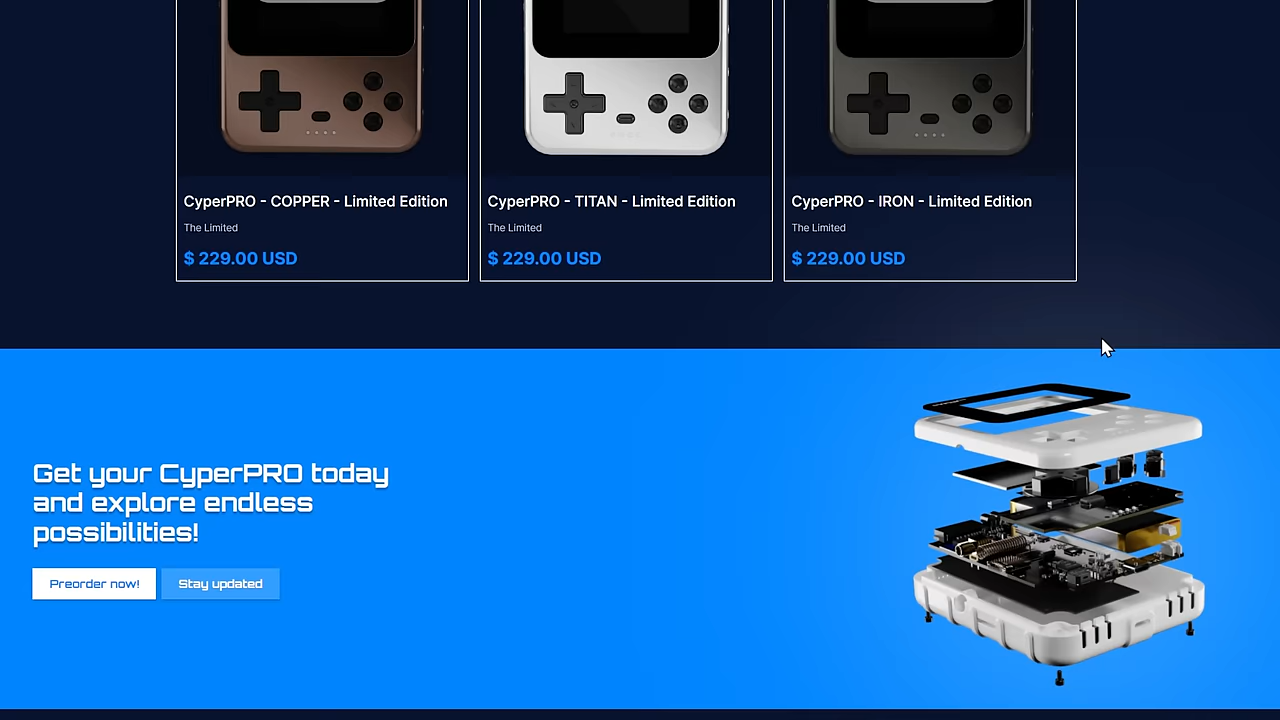 CyperPRO - COPPER - Limited Edition
The Limited
$ 229.00 USD
CyperPRO - TITAN - Limited Edition
The Limited
$ 229.00 USD
CyperPRO - IRON - Limited Edition
The Limited
$ 229.00 USD
Get your CyperPRO today
and explore endless
possibilities!
Preorder now!
Stay updated